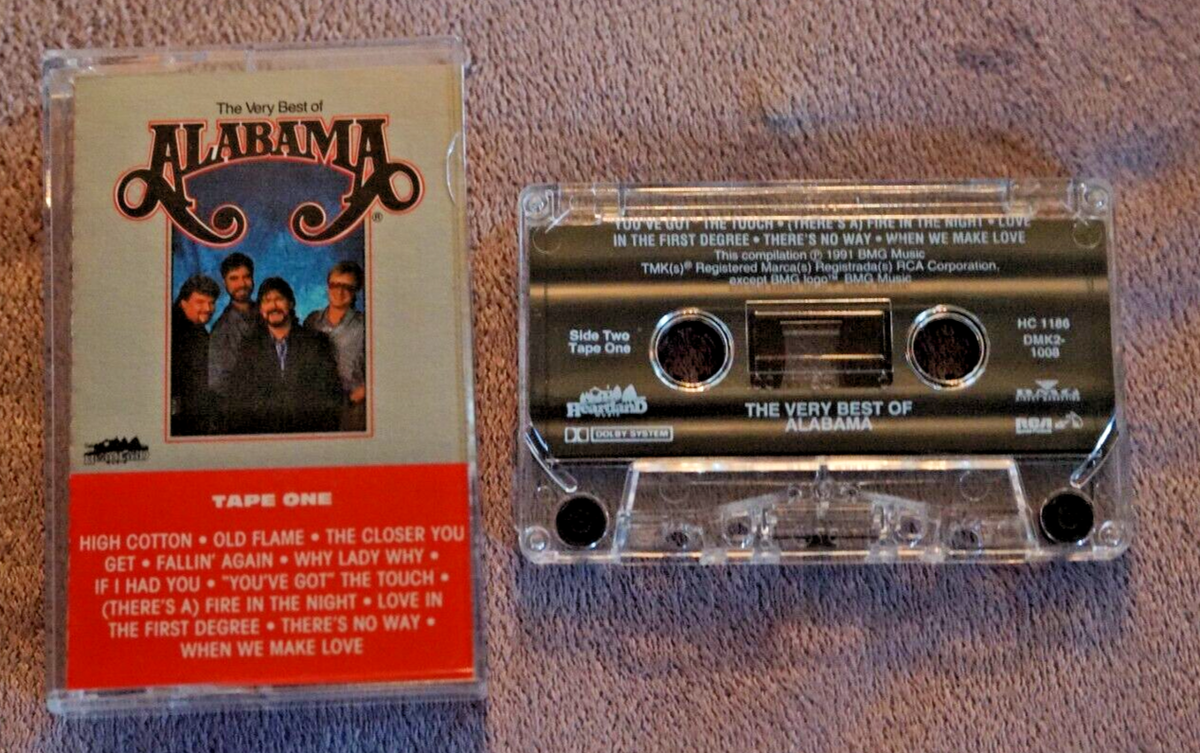 The Very Best of
ALABAMA
®
TAPE ONE
HIGH COTTON • OLD FLAME • THE CLOSER YOU
GET • FALLIN' AGAIN • WHY LADY WHY •
IF I HAD YOU • "YOU'VE GOT" THE TOUCH •
(THERE'S A) FIRE IN THE NIGHT • LOVE IN
THE FIRST DEGREE • THERE'S NO WAY •
WHEN WE MAKE LOVE
YOU'VE GOT" THE TOUCH • (THERE'S A) FIRE IN THE NIGHT • LOVE
IN THE FIRST DEGREE • THERE'S NO WAY • WHEN WE MAKE LOVE
This compilation ℗ 1991 BMG Music
TMK(s)® Registered Marca(s) Registrada(s) RCA Corporation,
except BMG logo™ BMG Music
Side Two
Tape One
HC 1186
DMK2-
1008
Heartland
DOLBY SYSTEM
THE VERY BEST OF
ALABAMA
BMG
RCA